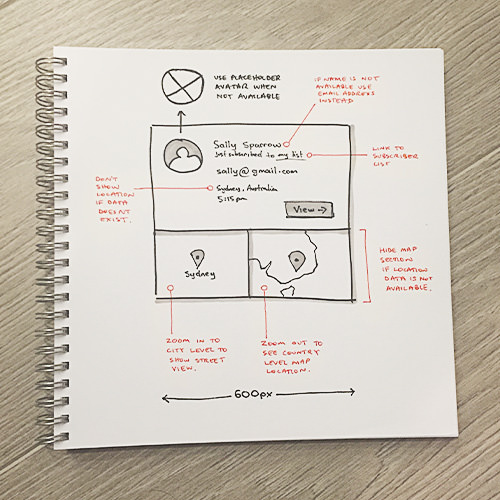 USE PLACEHOLDER
AVATAR WHEN
NOT AVAILABLE
IF NAME IS NOT
AVAILABLE USE
EMAIL ADDRESS
INSTEAD
Sally Sparrow
Just subscribed to my list
LINK TO
SUBSCRIBER
LIST
sally@gmail.com
DON'T
SHOW
LOCATION
IF DATA
DOESN'T
EXIST.
Sydney, Australia
5:15pm
View →
Sydney
HIDE MAP
SECTION
IF LOCATION
DATA IS NOT
AVAILABLE.
ZOOM IN TO
CITY LEVEL TO
SHOW STREET
VIEW.
ZOOM OUT TO
SEE COUNTRY
LEVEL MAP
LOCATION.
600px